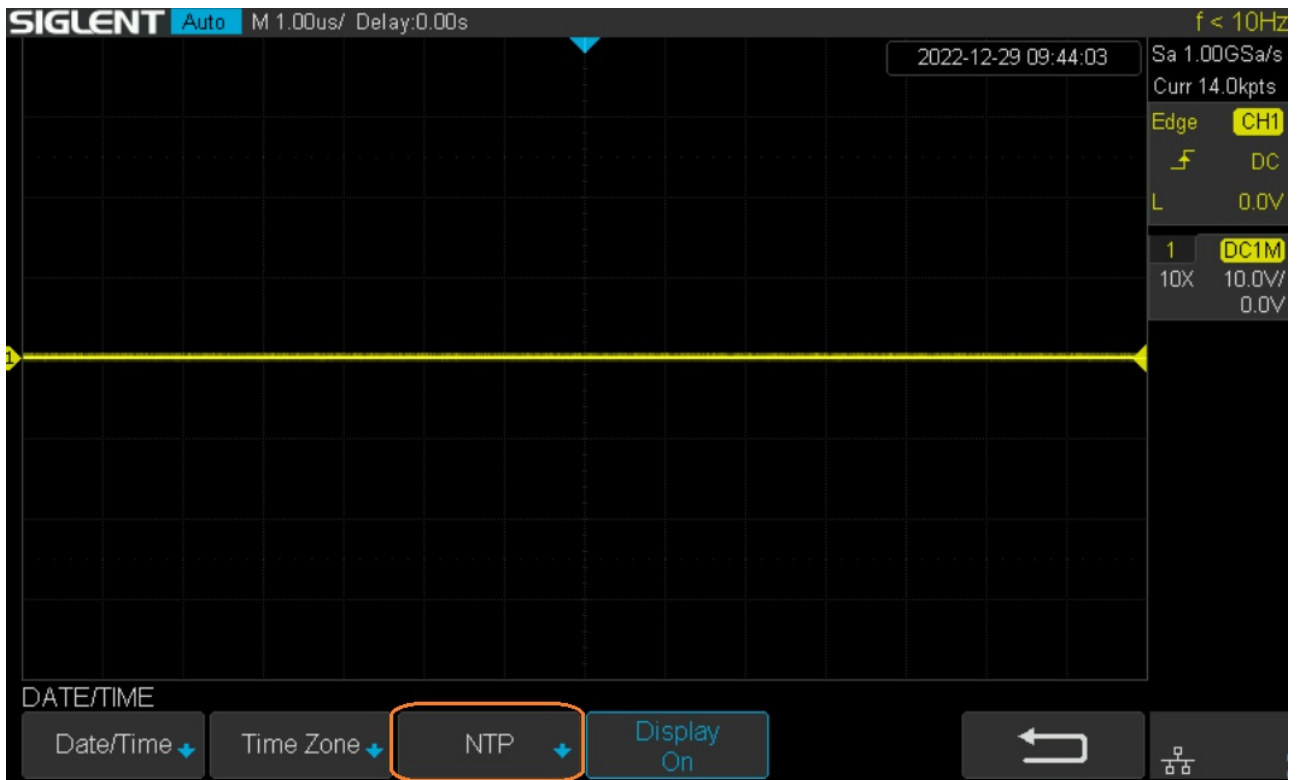 SIGLENT Auto M 1.00us/ Delay:0.00s f < 10Hz
2022-12-29 09:44:03
Sa 1.00GSa/s
Curr 14.0kpts
Edge CH1
DC
L 0.0V
1 DC1M
10X 10.0V/
0.0V
1
DATE/TIME
Date/Time Time Zone NTP Display
On